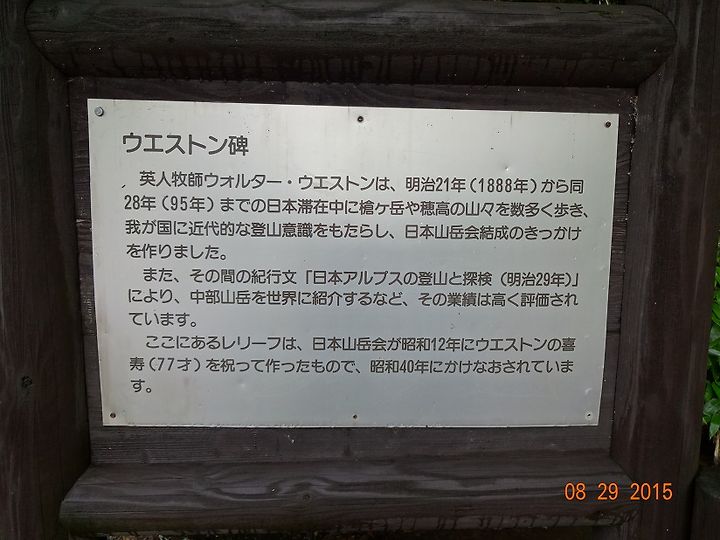 ウエストン碑
英人牧師ウォルター・ウエストンは、明治21年(1888年)から同
28年(95年)までの日本滞在中に槍ヶ岳や穂高の山々を数多く歩き、
我が国に近代的な登山意識をもたらし、日本山岳会結成のきっかけ
を作りました。
また、その間の紀行文「日本アルプスの登山と探検(明治29年)」
により、中部山岳を世界に紹介するなど、その業績は高く評価され
ています。
ここにあるレリーフは、日本山岳会が昭和12年にウエストンの喜
寿(77才)を祝って作ったもので、昭和40年にかけなおされていま
す。
08 29 2015